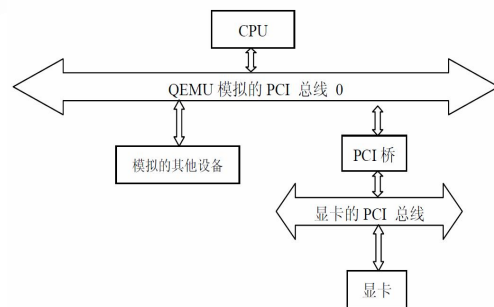 CPU
QEMU 模拟的 PCI 总线 0
模拟的其他设备
PCI 桥
显卡的 PCI 总线
显卡